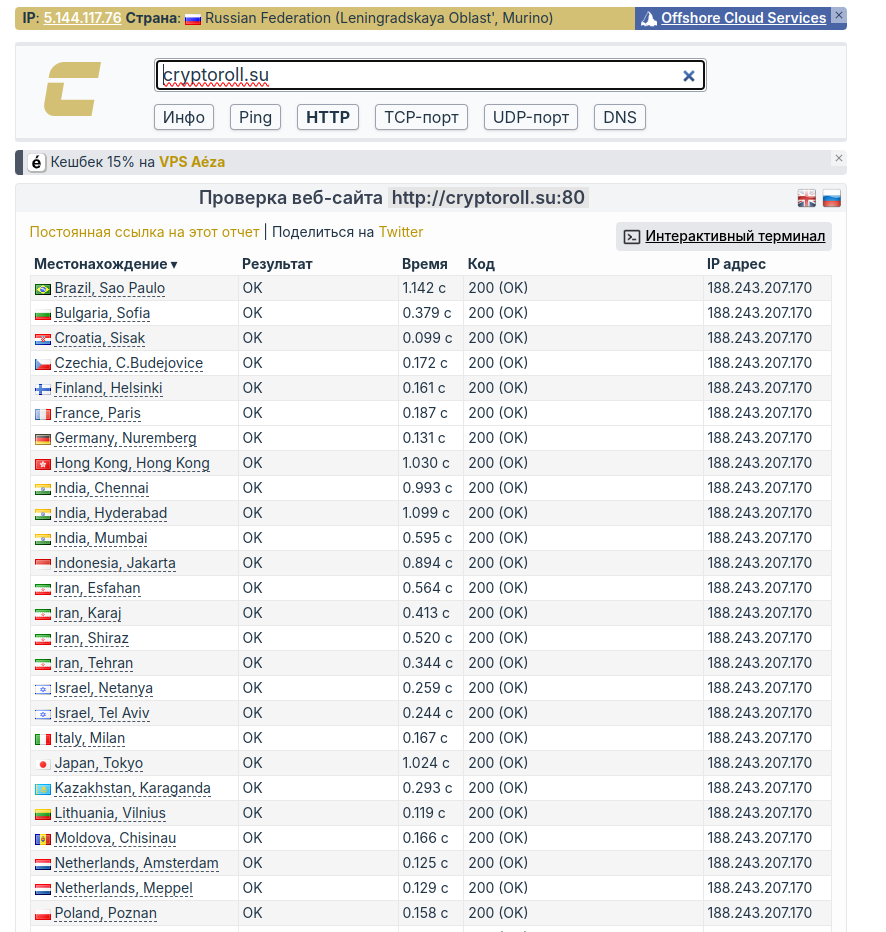 IP: 5.144.117.76 Страна: Russian Federation (Leningradskaya Oblast', Murino) Offshore Cloud Services
cryptoroll.su
Инфо Ping HTTP TCP-порт UDP-порт DNS
é Кешбек 15% на VPS Aéza
Проверка веб-сайта http://cryptoroll.su:80
Постоянная ссылка на этот отчет | Поделиться на Twitter Интерактивный терминал
Местонахождение ▾ Результат Время Код IP адрес
Brazil, Sao Paulo OK 1.142 с 200 (OK) 188.243.207.170
Bulgaria, Sofia OK 0.379 с 200 (OK) 188.243.207.170
Croatia, Sisak OK 0.099 с 200 (OK) 188.243.207.170
Czechia, C.Budejovice OK 0.172 с 200 (OK) 188.243.207.170
Finland, Helsinki OK 0.161 с 200 (OK) 188.243.207.170
France, Paris OK 0.187 с 200 (OK) 188.243.207.170
Germany, Nuremberg OK 0.131 с 200 (OK) 188.243.207.170
Hong Kong, Hong Kong OK 1.030 с 200 (OK) 188.243.207.170
India, Chennai OK 0.993 с 200 (OK) 188.243.207.170
India, Hyderabad OK 1.099 с 200 (OK) 188.243.207.170
India, Mumbai OK 0.595 с 200 (OK) 188.243.207.170
Indonesia, Jakarta OK 0.894 с 200 (OK) 188.243.207.170
Iran, Esfahan OK 0.564 с 200 (OK) 188.243.207.170
Iran, Karaj OK 0.413 с 200 (OK) 188.243.207.170
Iran, Shiraz OK 0.520 с 200 (OK) 188.243.207.170
Iran, Tehran OK 0.344 с 200 (OK) 188.243.207.170
Israel, Netanya OK 0.259 с 200 (OK) 188.243.207.170
Israel, Tel Aviv OK 0.244 с 200 (OK) 188.243.207.170
Italy, Milan OK 0.167 с 200 (OK) 188.243.207.170
Japan, Tokyo OK 1.024 с 200 (OK) 188.243.207.170
Kazakhstan, Karaganda OK 0.293 с 200 (OK) 188.243.207.170
Lithuania, Vilnius OK 0.119 с 200 (OK) 188.243.207.170
Moldova, Chisinau OK 0.166 с 200 (OK) 188.243.207.170
Netherlands, Amsterdam OK 0.125 с 200 (OK) 188.243.207.170
Netherlands, Meppel OK 0.129 с 200 (OK) 188.243.207.170
Poland, Poznan OK 0.158 с 200 (OK) 188.243.207.170